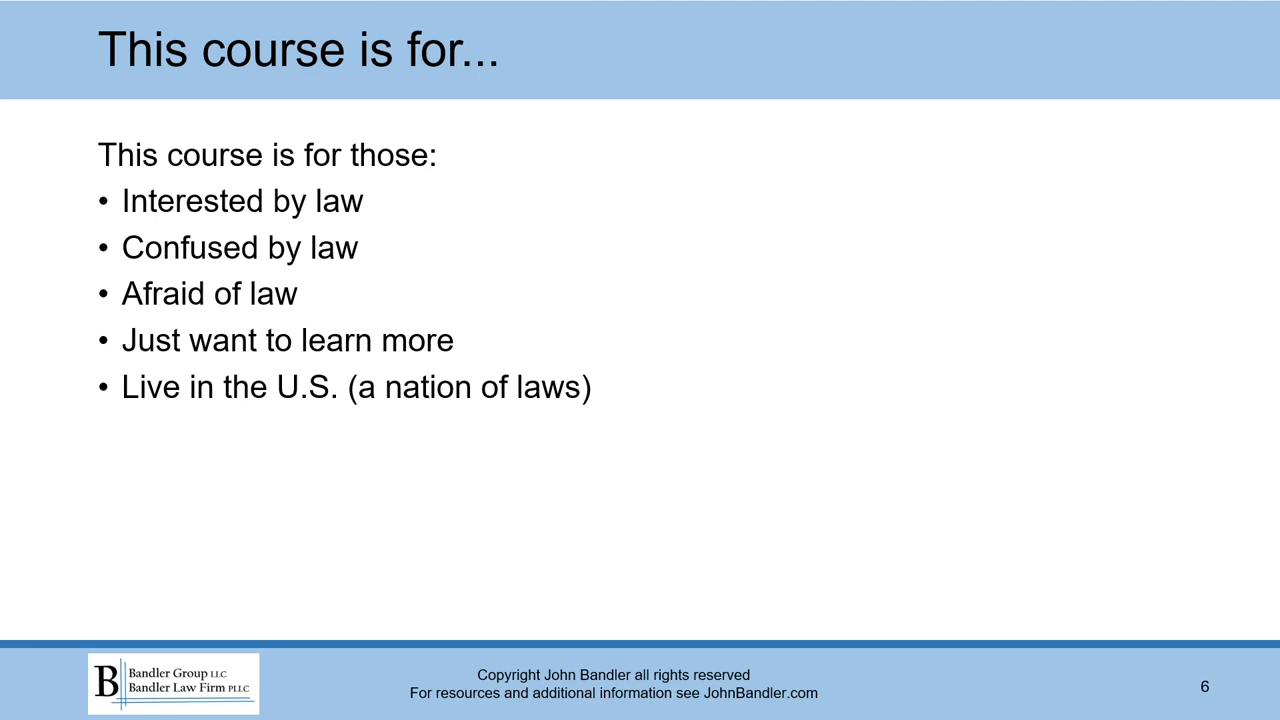 This course is for...
This course is for those:
• Interested by law
• Confused by law
• Afraid of law
• Just want to learn more
• Live in the U.S. (a nation of laws)
B
Bandler Group LLC
Bandler Law Firm PLLC
Copyright John Bandler all rights reserved
For resources and additional information see JohnBandler.com
6